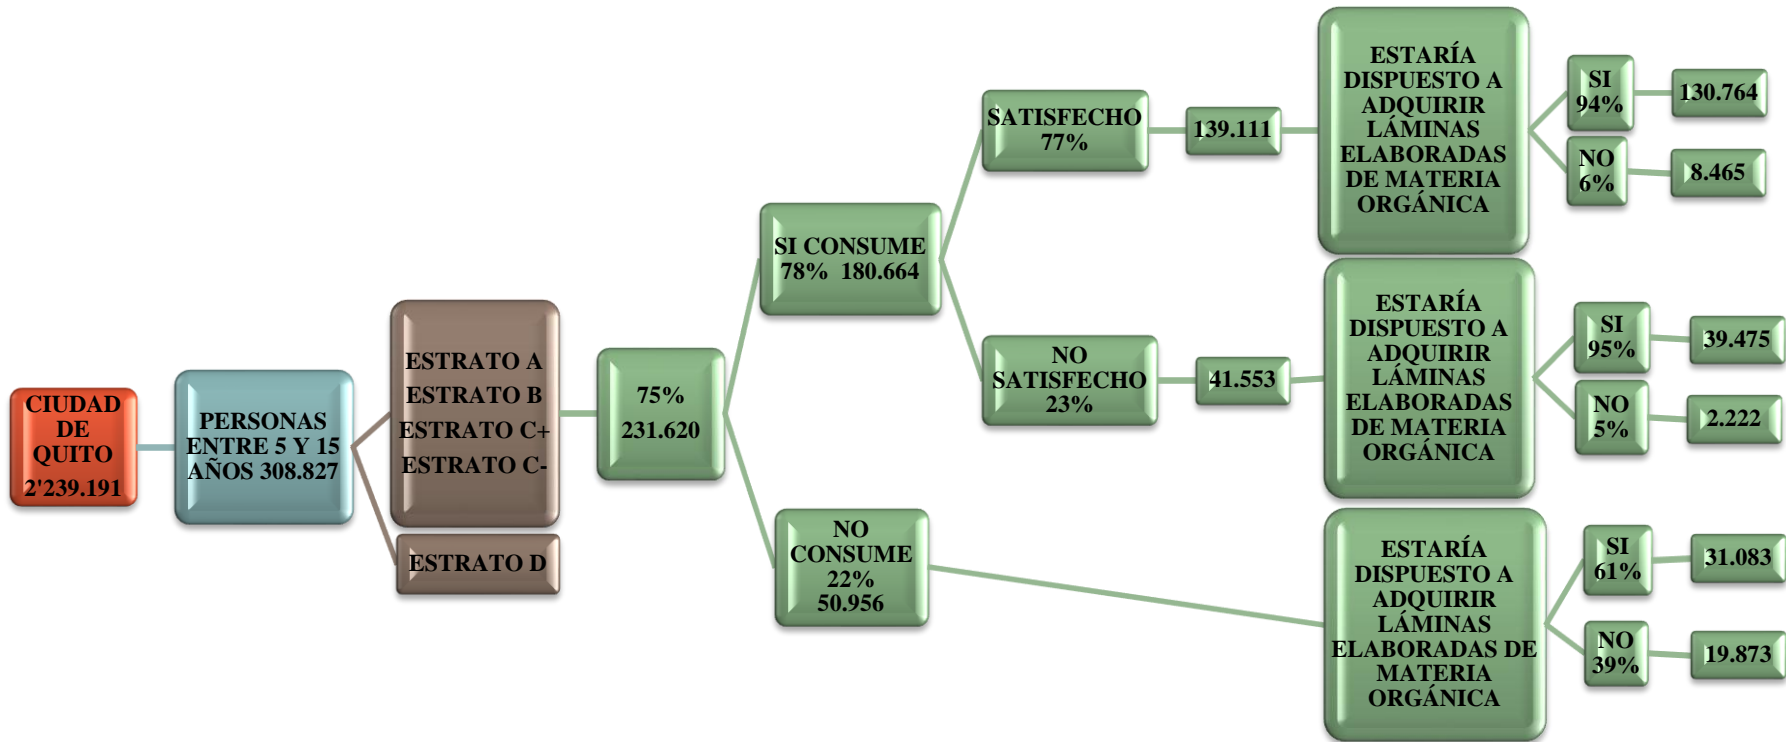 CIUDAD
DE
QUITO
2'239.191
PERSONAS
ENTRE 5 Y 15
AÑOS 308.827
ESTRATO A
ESTRATO B
ESTRATO C+
ESTRATO C-
ESTRATO D
75%
231.620
SI CONSUME
78% 180.664
NO
CONSUME
22%
50.956
SATISFECHO
77%
139.111
NO
SATISFECHO
23%
41.553
ESTARÍA
DISPUESTO A
ADQUIRIR
LÁMINAS
ELABORADAS
DE MATERIA
ORGÁNICA
SI
94%
130.764
NO
6%
8.465
ESTARÍA
DISPUESTO A
ADQUIRIR
LÁMINAS
ELABORADAS
DE MATERIA
ORGÁNICA
SI
95%
39.475
NO
5%
2.222
ESTARÍA
DISPUESTO A
ADQUIRIR
LÁMINAS
ELABORADAS DE
MATERIA
ORGÁNICA
SI
61%
31.083
NO
39%
19.873